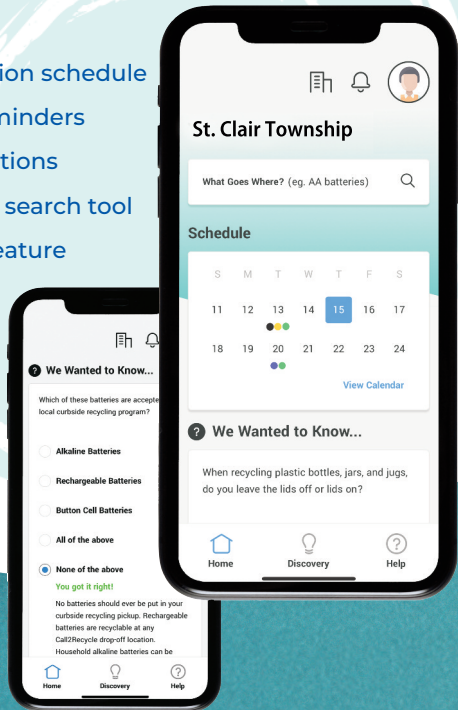 ion schedule
minders
tions
search tool
eature
St. Clair Township
What Goes Where? (eg. AA batteries)
Schedule
S M T W T F S
11 12 13 14 15 16 17
18 19 20 21 22 23 24
View Calendar
? We Wanted to Know...
When recycling plastic bottles, jars, and jugs,
do you leave the lids off or lids on?
Home Discovery ? Help
? We Wanted to Know...
Which of these batteries are accepte
local curbside recycling program?
Alkaline Batteries
Rechargeable Batteries
Button Cell Batteries
All of the above
None of the above
You got it right!
No batteries should ever be put in your
curbside recycling pickup. Rechargeable
batteries are recyclable at any
Call2Recycle drop-off location.
Household alkaline batteries can be
Home Discovery ? Help